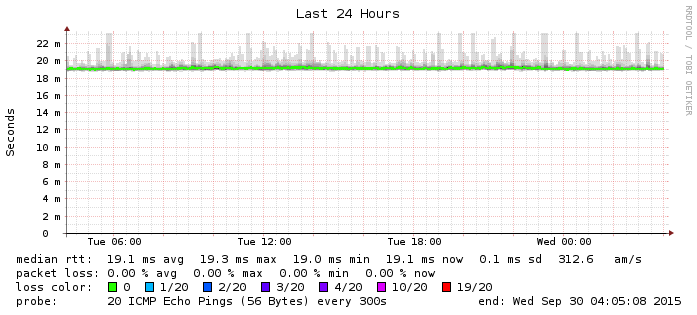 Last 24 Hours
RRDTOOL / TOBI OETIKER
Seconds
22 m
20 m
18 m
16 m
14 m
12 m
10 m
8 m
6 m
4 m
2 m
0
Tue 06:00 Tue 12:00 Tue 18:00 Wed 00:00
median rtt: 19.1 ms avg 19.3 ms max 19.0 ms min 19.1 ms now 0.1 ms sd 312.6 am/s
packet loss: 0.00 % avg 0.00 % max 0.00 % min 0.00 % now
loss color: 0 1/20 2/20 3/20 4/20 10/20 19/20
probe: 20 ICMP Echo Pings (56 Bytes) every 300s end: Wed Sep 30 04:05:08 2015